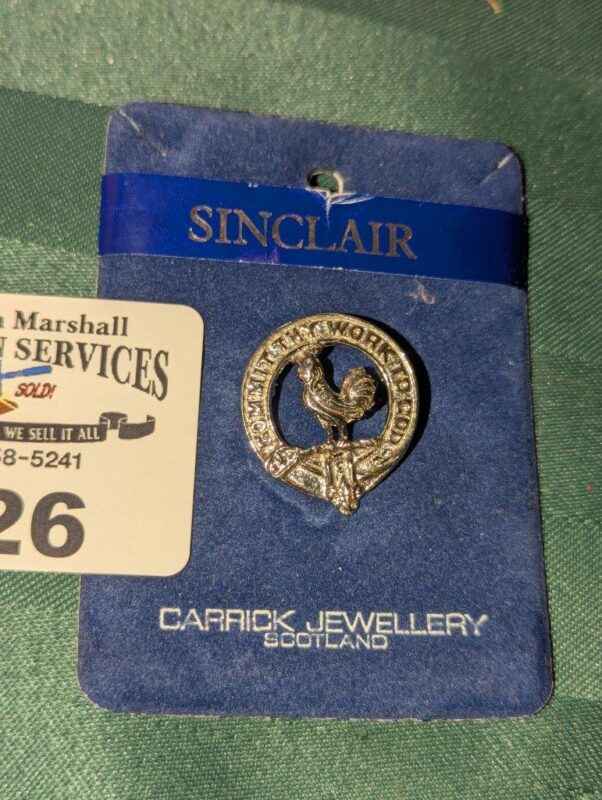 SINCLAIR
COMMIT THY WORK TO GOD
Marshall
SERVICES
SOLD!
WE SELL IT ALL
8-5241
26
CARRICK JEWELLERY
SCOTLAND